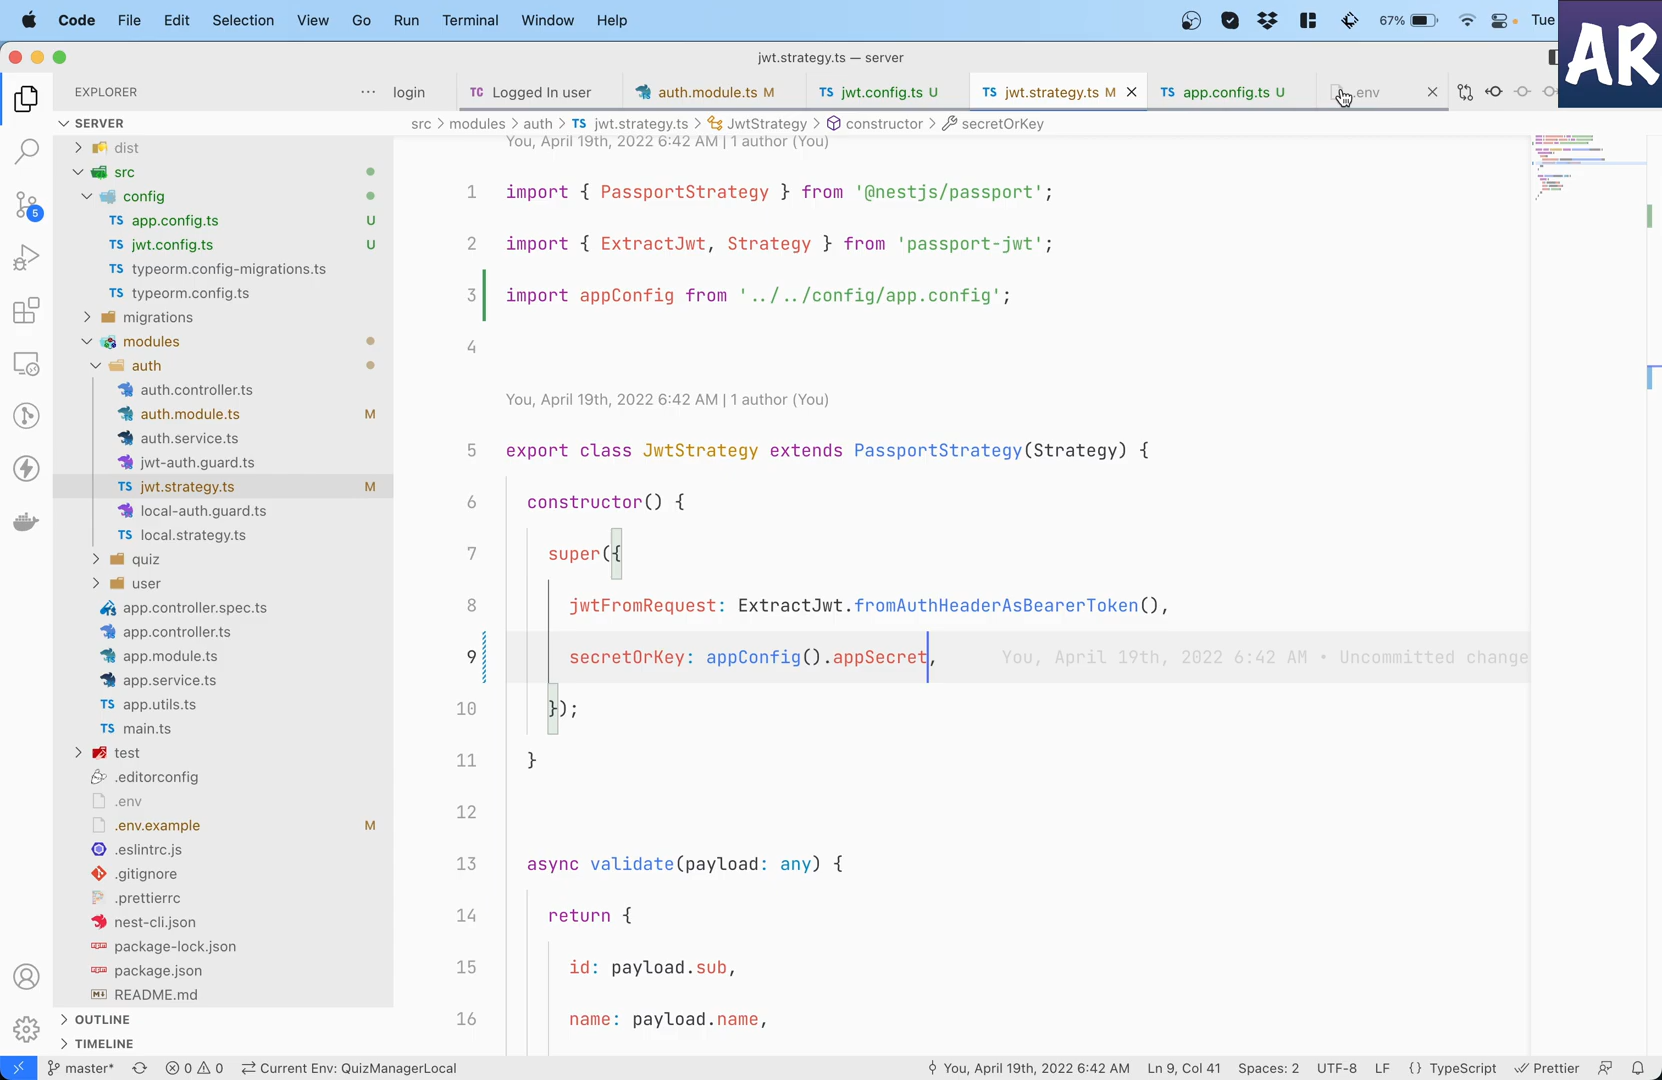 Code File Edit Selection View Go Run Terminal Window Help 67% Tue
AR
jwt.strategy.ts — server
EXPLORER ··· login TC Logged In user auth.module.ts M TS jwt.config.ts U TS jwt.strategy.ts M TS app.config.ts U .env
SERVER
src > modules > auth > TS jwt.strategy.ts > JwtStrategy > constructor > secretOrKey
dist
src
config
TS app.config.ts U
TS jwt.config.ts U
TS typeorm.config-migrations.ts
TS typeorm.config.ts
migrations
modules
auth
auth.controller.ts
auth.module.ts M
auth.service.ts
jwt-auth.guard.ts
TS jwt.strategy.ts M
local-auth.guard.ts
TS local.strategy.ts
quiz
user
app.controller.spec.ts
app.controller.ts
app.module.ts
app.service.ts
TS app.utils.ts
TS main.ts
test
.editorconfig
.env
.env.example M
.eslintrc.js
.gitignore
.prettierrc
nest-cli.json
package-lock.json
package.json
README.md
OUTLINE
TIMELINE
5
You, April 19th, 2022 6:42 AM | 1 author (You)
1 import { PassportStrategy } from '@nestjs/passport';
2 import { ExtractJwt, Strategy } from 'passport-jwt';
3 import appConfig from '../../config/app.config';
4
You, April 19th, 2022 6:42 AM | 1 author (You)
5 export class JwtStrategy extends PassportStrategy(Strategy) {
6 constructor() {
7 super({
8 jwtFromRequest: ExtractJwt.fromAuthHeaderAsBearerToken(),
9 secretOrKey: appConfig().appSecret, You, April 19th, 2022 6:42 AM • Uncommitted change
10 });
11 }
12
13 async validate(payload: any) {
14 return {
15 id: payload.sub,
16 name: payload.name,
master* 0 0 Current Env: QuizManagerLocal You, April 19th, 2022 6:42 AM Ln 9, Col 41 Spaces: 2 UTF-8 LF {} TypeScript Prettier